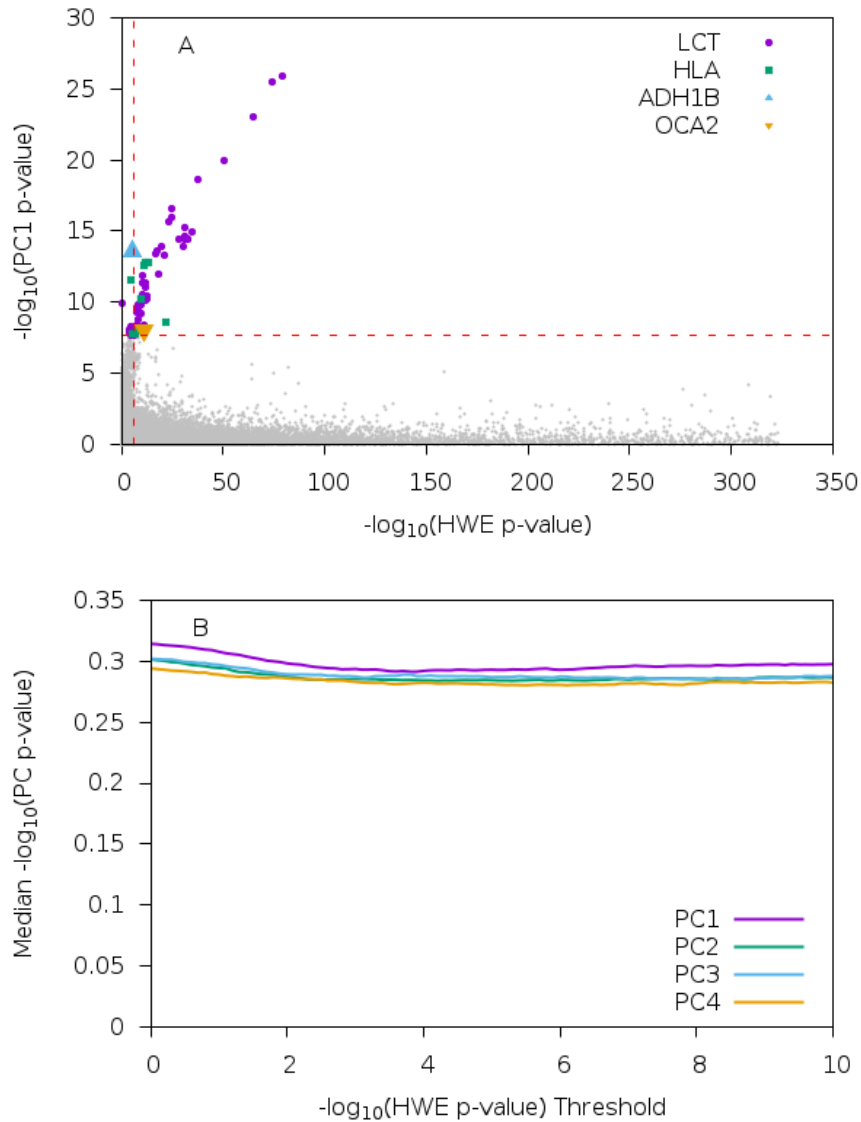 A
LCT
HLA
ADH1B
OCA2
30
25
20
15
10
5
0
-log10(PC1 p-value)
0 50 100 150 200 250 300 350
-log10(HWE p-value)
B
0.35
0.3
0.25
0.2
0.15
0.1
0.05
0
Median -log10(PC p-value)
PC1
PC2
PC3
PC4
0 2 4 6 8 10
-log10(HWE p-value) Threshold